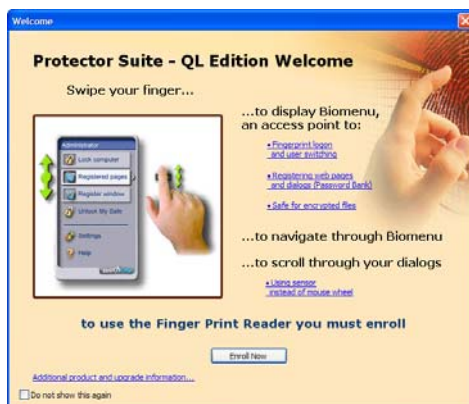 Welcome
Protector Suite - QL Edition Welcome
Swipe your finger...
Administrator
Lock computer
Registered pages
Register window
Unlock My Safe
Settings
Help
...to display Biomenu,
an access point to:
• Fingerprint logon
and user switching
• Registering web pages
and dialogs (Password Bank)
• Safe for encrypted files
...to navigate through Biomenu
...to scroll through your dialogs
• Using sensor
instead of mouse wheel
to use the Finger Print Reader you must enroll
Enroll Now
Additional product and upgrade information...
Do not show this again